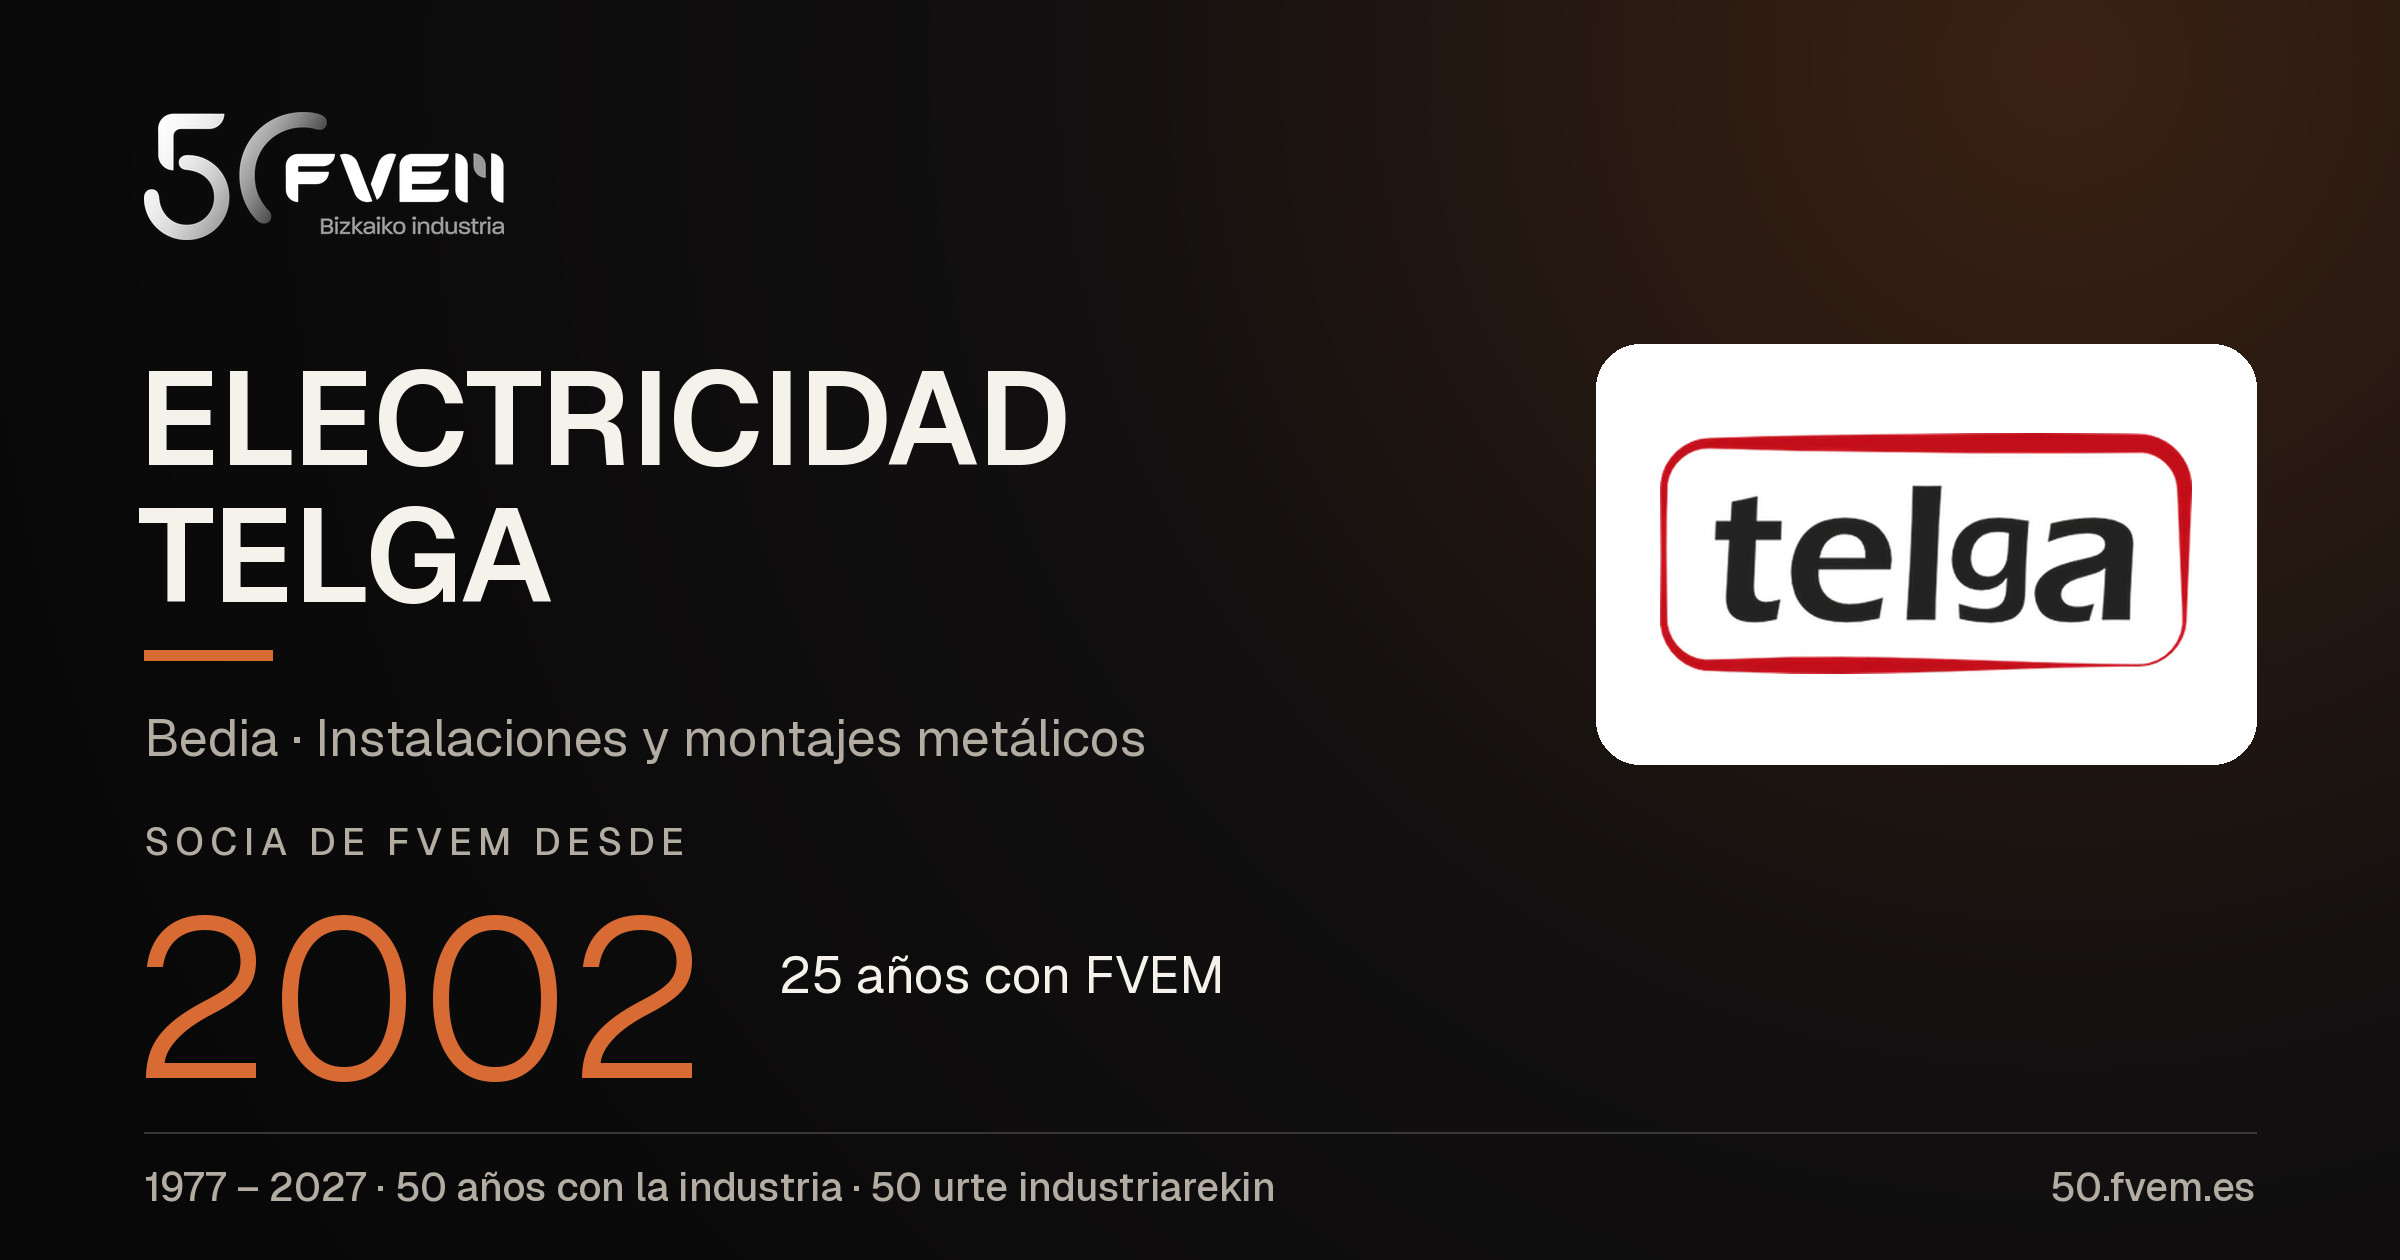 50 FVEM
Bizkaiko industria
ELECTRICIDAD
TELGA
telga
Bedia · Instalaciones y montajes metálicos
SOCIA DE FVEM DESDE
2002
25 años con FVEM
1977 – 2027 · 50 años con la industria · 50 urte industriarekin
50.fvem.es